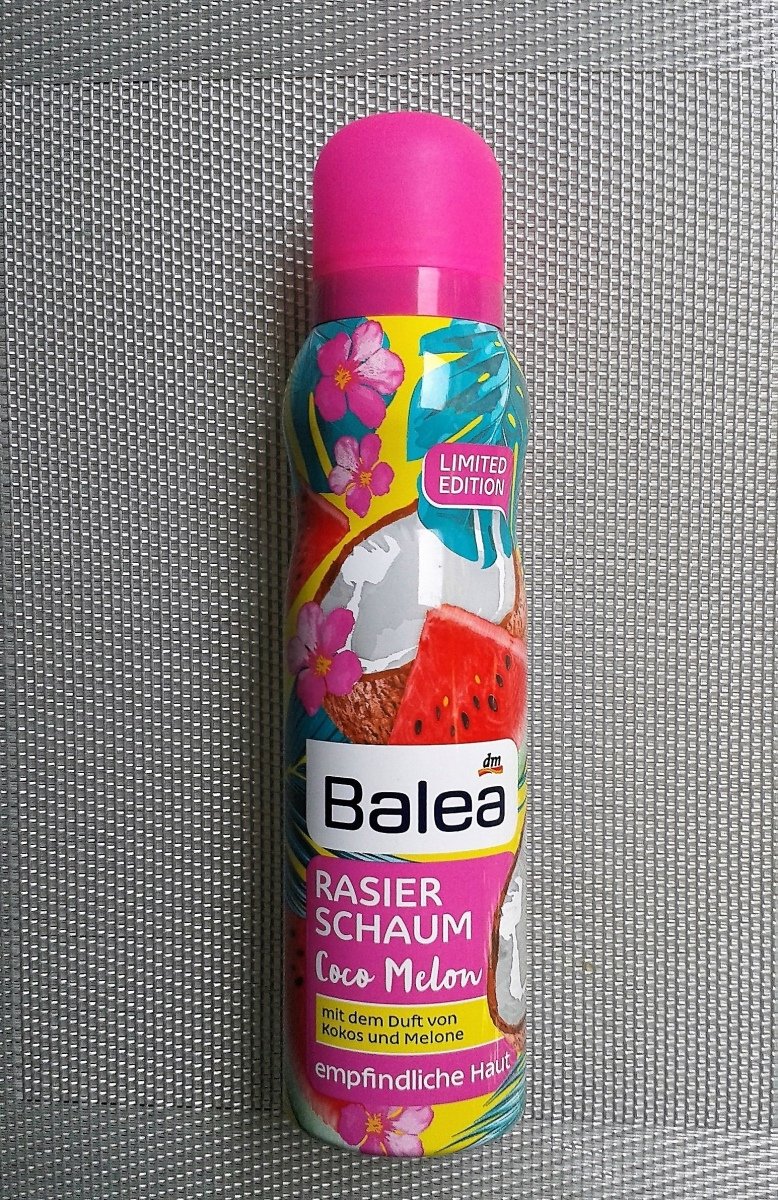 LIMITED
EDITION
dm
Balea
RASIER
SCHAUM
Coco Melon
mit dem Duft von
Kokos und Melone
empfindliche Haut